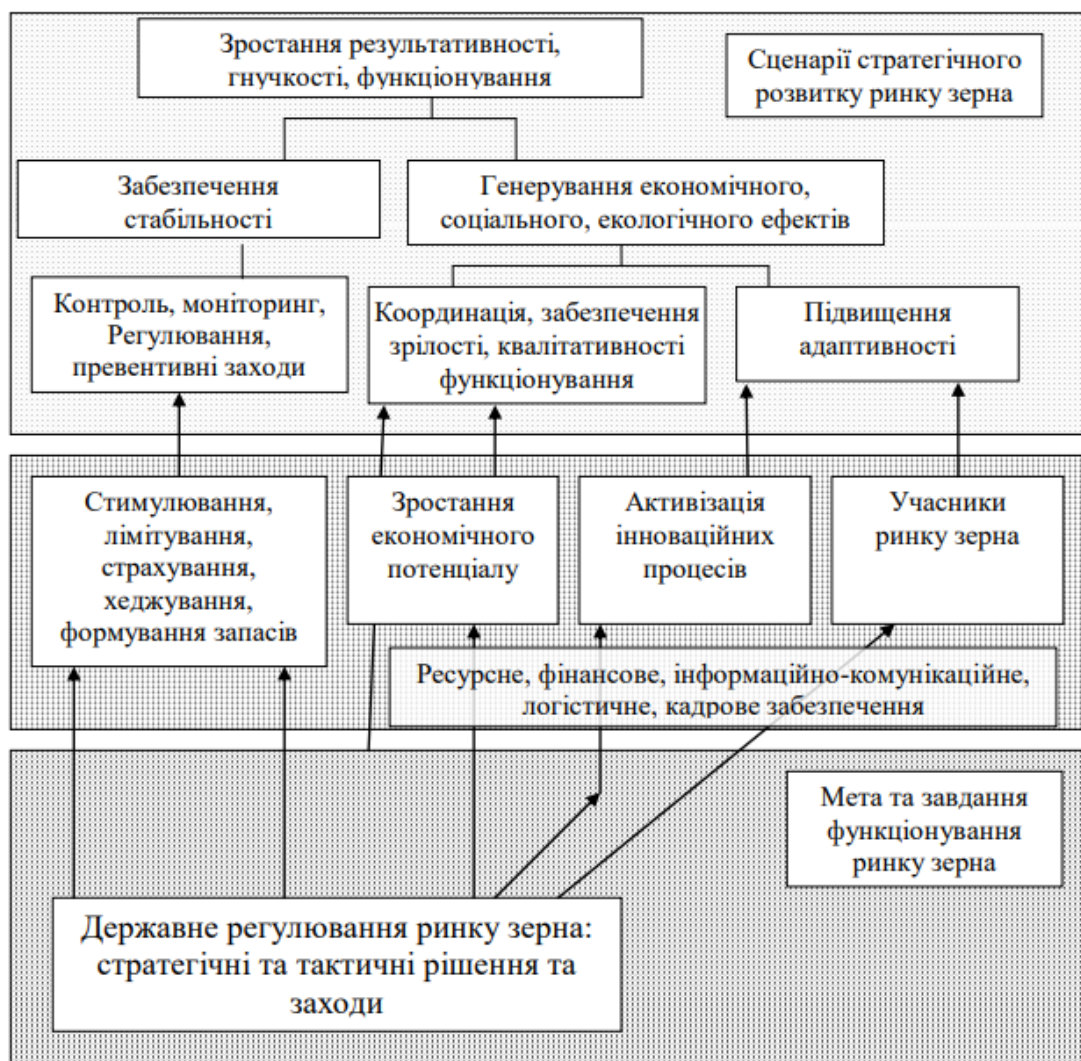 Зростання результативності,
гнучкості, функціонування
Сценарії стратегічного
розвитку ринку зерна
Забезпечення
стабільності
Генерування економічного,
соціального, екологічного ефектів
Контроль, моніторинг,
Регулювання,
превентивні заходи
Координація, забезпечення
зрілості, квалітативності
функціонування
Підвищення
адаптивності
Стимулювання,
лімітування,
страхування,
хеджування,
формування запасів
Зростання
економічного
потенціалу
Активізація
інноваційних
процесів
Учасники
ринку зерна
Ресурсне, фінансове, інформаційно-комунікаційне,
логістичне, кадрове забезпечення
Мета та завдання
функціонування
ринку зерна
Державне регулювання ринку зерна:
стратегічні та тактичні рішення та
заходи